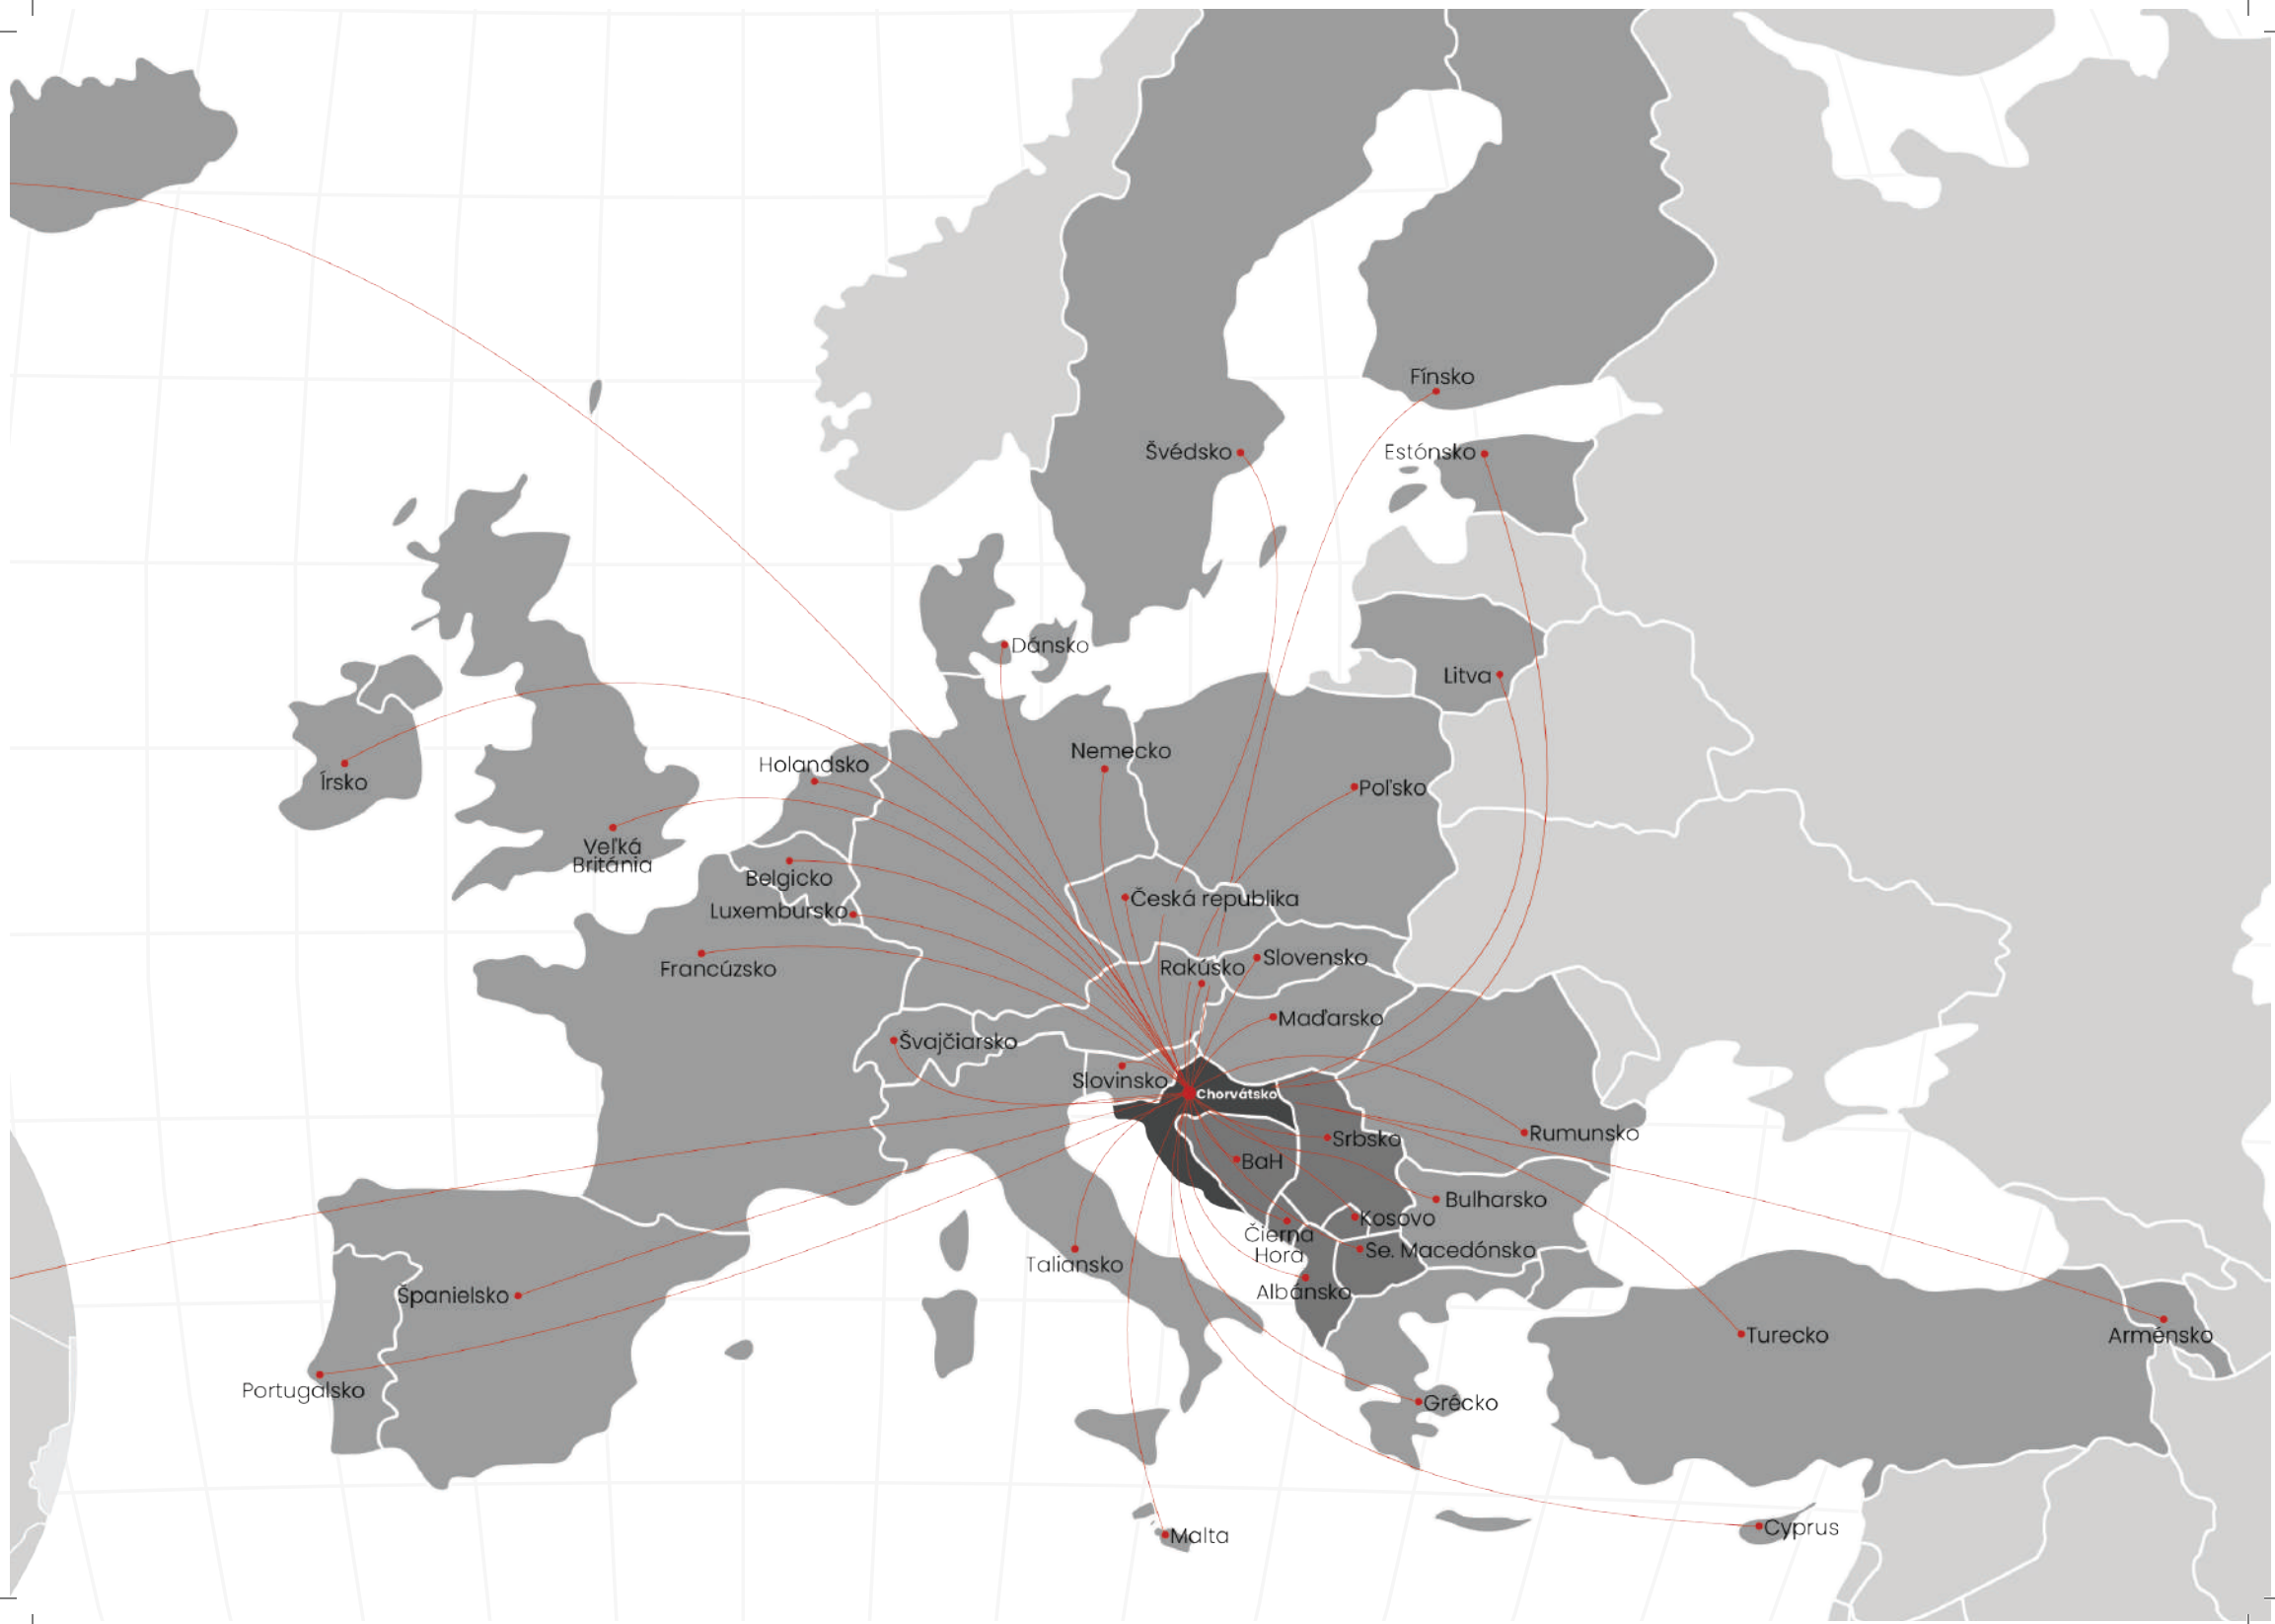 Fínsko
Švédsko
Estónsko
Dánsko
Litva
Nemecko
Holandsko
Írsko
Poľsko
Veľká
Británia
Belgicko
Česká republika
Luxembursko
Francúzsko
Slovensko
Rakúsko
Maďarsko
Švajčiarsko
Slovinsko
Chorvátsko
Rumunsko
Srbsko
BaH
Bulharsko
Kosovo
Čierna
Hora
Se. Macedónsko
Taliansko
Albánsko
Španielsko
Turecko
Arménsko
Portugalsko
Grécko
Cyprus
Malta